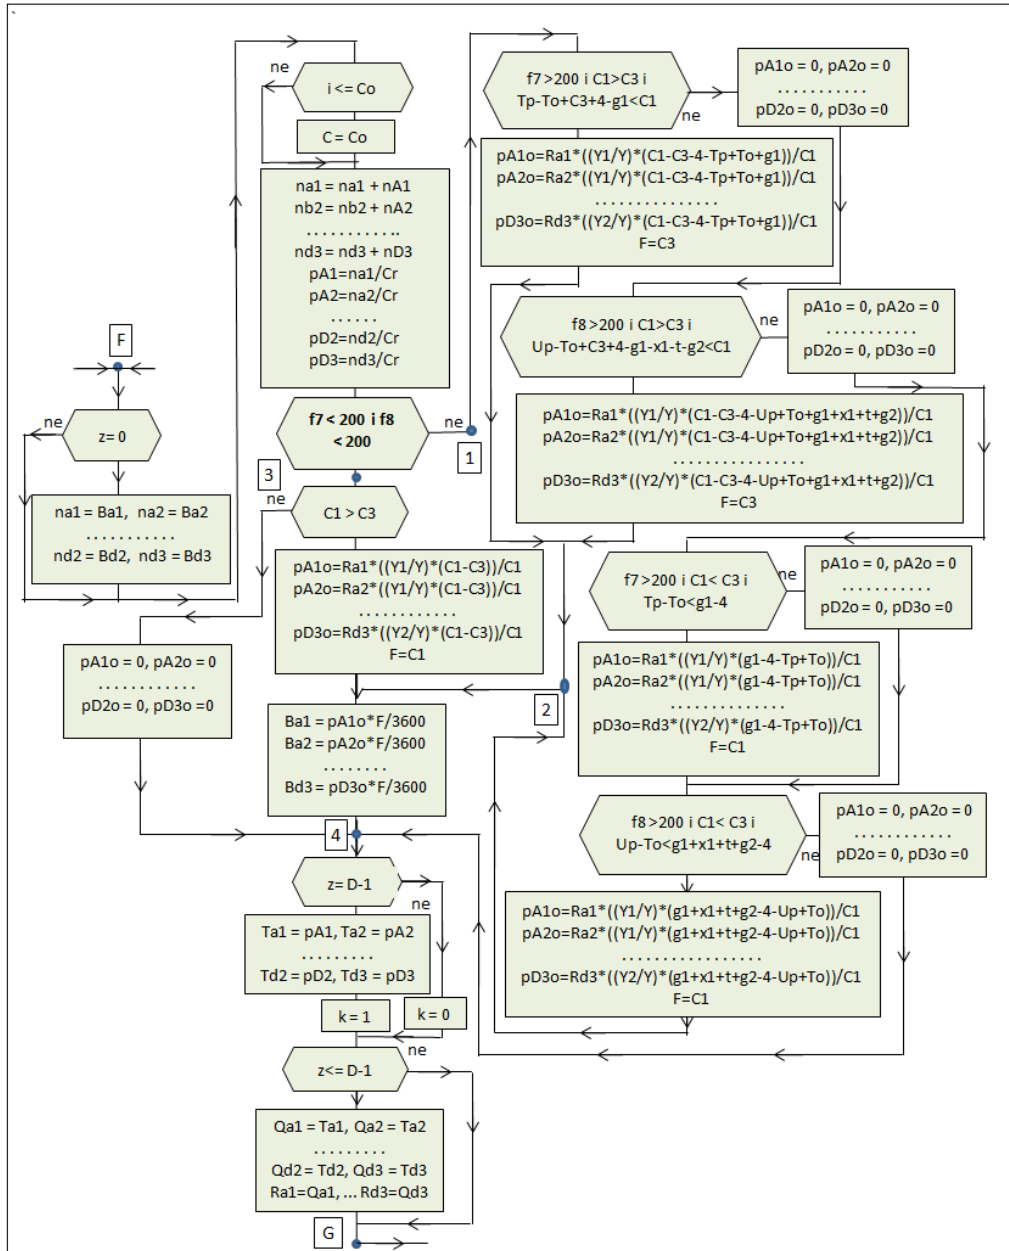 `
ne
i <= Co
C = Co
na1 = na1 + nA1
nb2 = nb2 + nA2
. . . . . . . . . . ..
nd3 = nd3 + nD3
pA1=na1/Cr
pA2=na2/Cr
. . . . . .
pD2=nd2/Cr
pD3=nd3/Cr
F
z= 0
ne
na1 = Ba1, na2 = Ba2
. . . . . . . . . . .
nd2 = Bd2, nd3 = Bd3
f7 < 200 i f8
< 200
ne
1
3
ne
C1 > C3
pA1o=Ra1*((Y1/Y)*(C1-C3))/C1
pA2o=Ra2*((Y1/Y)*(C1-C3))/C1
. . . . . . . . . . . .
pD3o=Rd3*((Y2/Y)*(C1-C3))/C1
F=C1
pA1o = 0, pA2o = 0
. . . . . . . . . . . .
pD2o = 0, pD3o =0
Ba1 = pA1o*F/3600
Ba2 = pA2o*F/3600
. . . . . . . .
Bd3 = pD3o*F/3600
2
4
z= D-1
ne
Ta1 = pA1, Ta2 = pA2
. . . . . . . . .
Td2 = pD2, Td3 = pD3
k = 1
k = 0
ne
z<= D-1
Qa1 = Ta1, Qa2 = Ta2
. . . . . . . . .
Qd2 = Td2, Qd3 = Td3
Ra1=Qa1, ... Rd3=Qd3
G
f7 >200 i C1>C3 i
Tp-To+C3+4-g1<C1
ne
pA1o = 0, pA2o = 0
. . . . . . . . . . .
pD2o = 0, pD3o =0
pA1o=Ra1*((Y1/Y)*(C1-C3-4-Tp+To+g1))/C1
pA2o=Ra2*((Y1/Y)*(C1-C3-4-Tp+To+g1))/C1
. . . . . . . . . . . . . . .
pD3o=Rd3*((Y2/Y)*(C1-C3-4-Tp+To+g1))/C1
F=C3
f8 >200 i C1>C3 i
Up-To+C3+4-g1-x1-t-g2<C1
ne
pA1o = 0, pA2o = 0
. . . . . . . . . . .
pD2o = 0, pD3o =0
pA1o=Ra1*((Y1/Y)*(C1-C3-4-Up+To+g1+x1+t+g2))/C1
pA2o=Ra2*((Y1/Y)*(C1-C3-4-Up+To+g1+x1+t+g2))/C1
. . . . . . . . . . . . . . . .
pD3o=Rd3*((Y2/Y)*(C1-C3-4-Up+To+g1+x1+t+g2))/C1
F=C3
f7>200 i C1< C3 i
Tp-To<g1-4
ne
pA1o = 0, pA2o = 0
. . . . . . . . . . .
pD2o = 0, pD3o =0
pA1o=Ra1*((Y1/Y)*(g1-4-Tp+To))/C1
pA2o=Ra2*((Y1/Y)*(g1-4-Tp+To))/C1
. . . . . . . . . . . . . .
pD3o=Rd3*((Y2/Y)*(g1-4-Tp+To))/C1
F=C1
f8 >200 i C1< C3 i
Up-To<g1+x1+t+g2-4
ne
pA1o = 0, pA2o = 0
. . . . . . . . . . . .
pD2o = 0, pD3o =0
pA1o=Ra1*((Y1/Y)*(g1+x1+t+g2-4-Up+To))/C1
pA2o=Ra2*((Y1/Y)*(g1+x1+t+g2-4-Up+To))/C1
. . . . . . . . . . . . . . . . .
pD3o=Rd3*((Y2/Y)*(g1+x1+t+g2-4-Up+To))/C1
F=C1